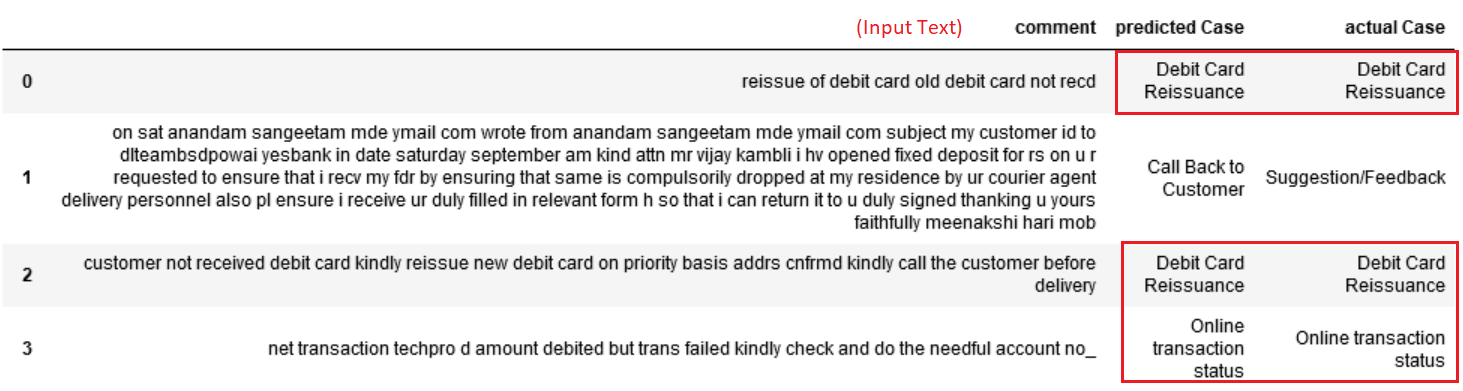 (Input Text) comment predicted Case actual Case
0 reissue of debit card old debit card not recd Debit Card Reissuance Debit Card Reissuance
on sat anandam sangeetam mde ymail com wrote from anandam sangeetam mde ymail com subject my customer id to
dlteambsdpowai yesbank in date saturday september am kind attn mr vijay kambli i hv opened fixed deposit for rs on u r
1 requested to ensure that i recv my fdr by ensuring that same is compulsorily dropped at my residence by ur courier agent Call Back to Customer Suggestion/Feedback
delivery personnel also pl ensure i receive ur duly filled in relevant form h so that i can return it to u duly signed thanking u yours
faithfully meenakshi hari mob
2 customer not received debit card kindly reissue new debit card on priority basis addrs cnfrmd kindly call the customer before Debit Card Reissuance Debit Card Reissuance
delivery
3 net transaction techpro d amount debited but trans failed kindly check and do the needful account no_ Online transaction status Online transaction status